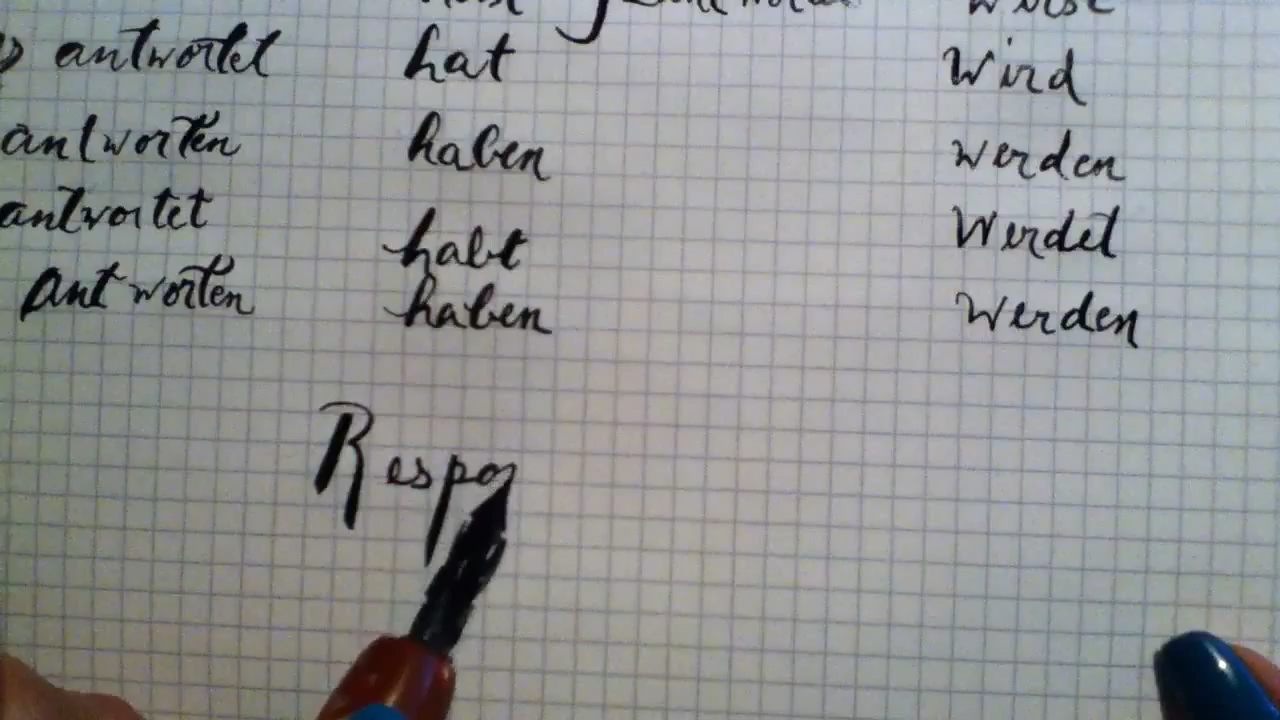 antwortet hat wird
antworten haben werden
antwortet habt werdet
antworten haben werden
Respo